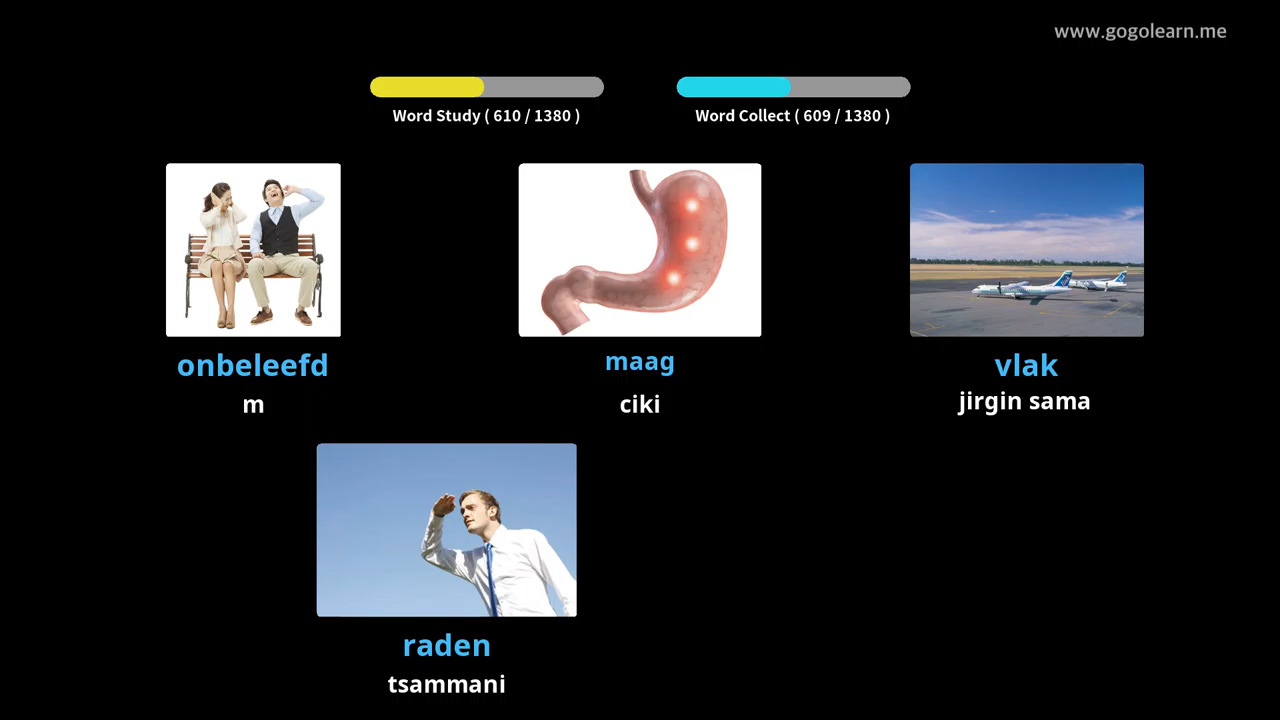 www.gogolearn.me
Word Study ( 610 / 1380 )
Word Collect ( 609 / 1380 )
onbeleefd
m
maag
ciki
vlak
jirgin sama
raden
tsammani